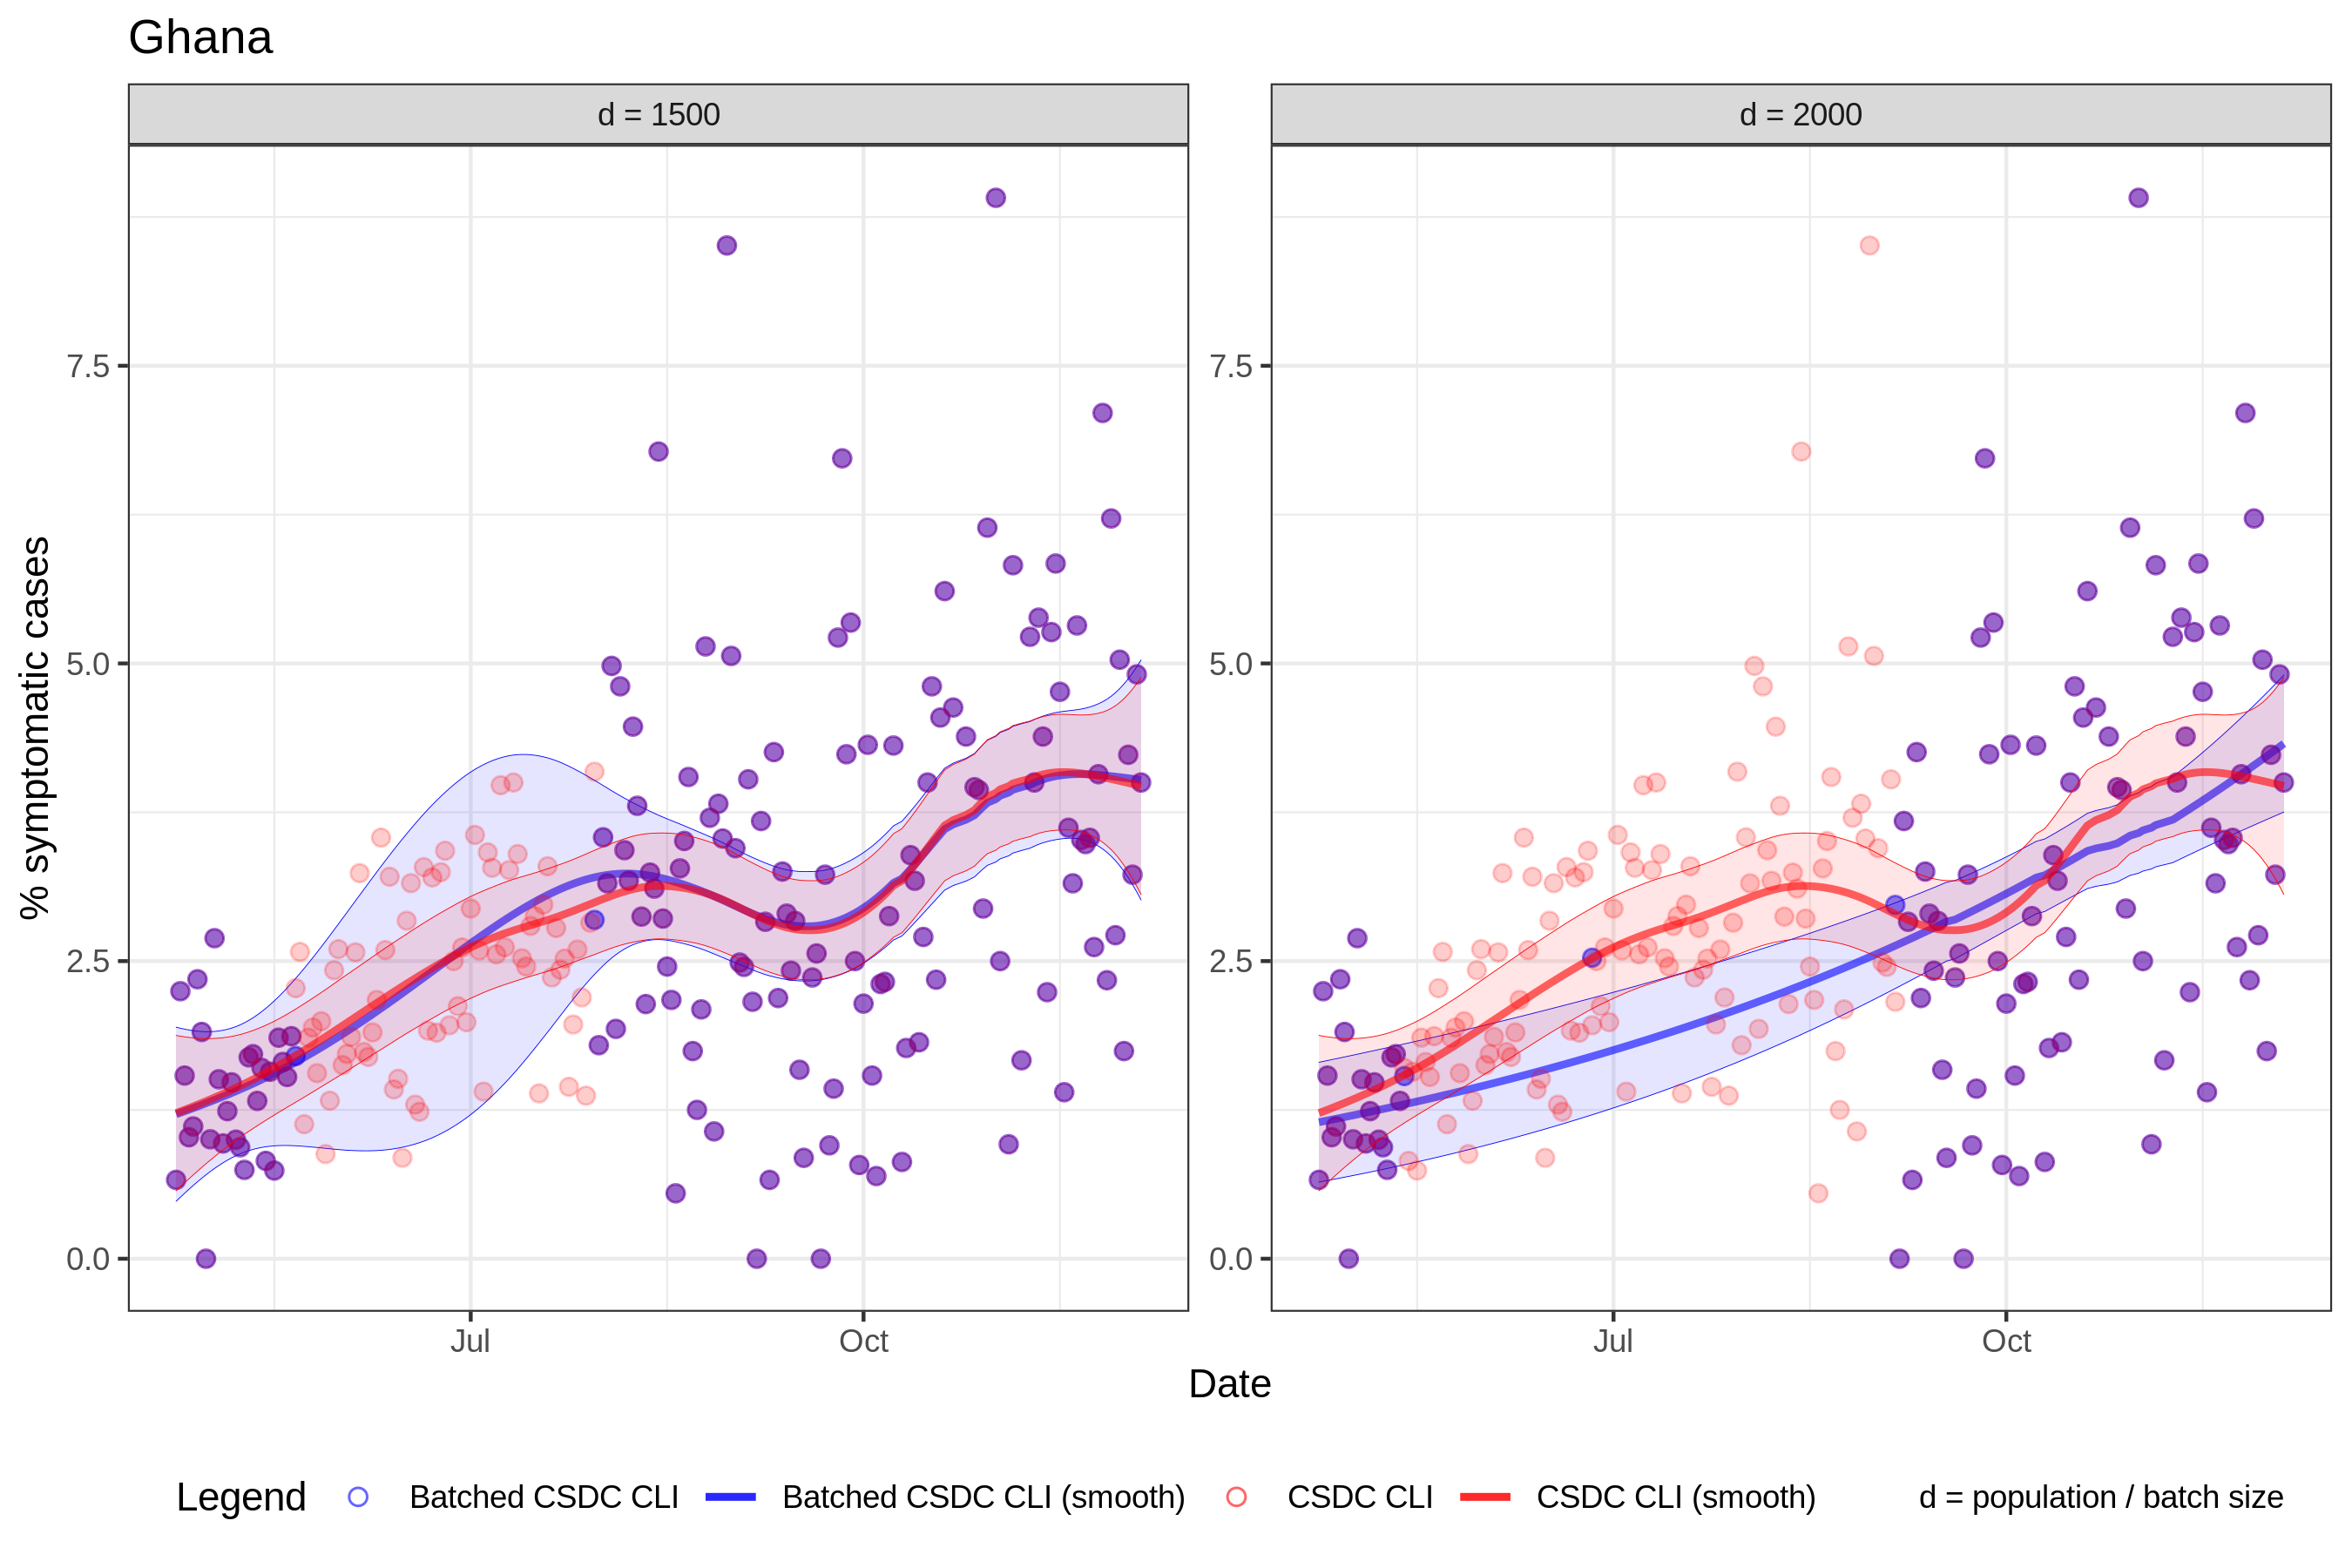 Ghana
d = 1500
d = 2000
% symptomatic cases
7.5
5.0
2.5
0.0
7.5
5.0
2.5
0.0
Jul
Oct
Jul
Oct
Date
Legend
Batched CSDC CLI
Batched CSDC CLI (smooth)
CSDC CLI
CSDC CLI (smooth)
d = population / batch size